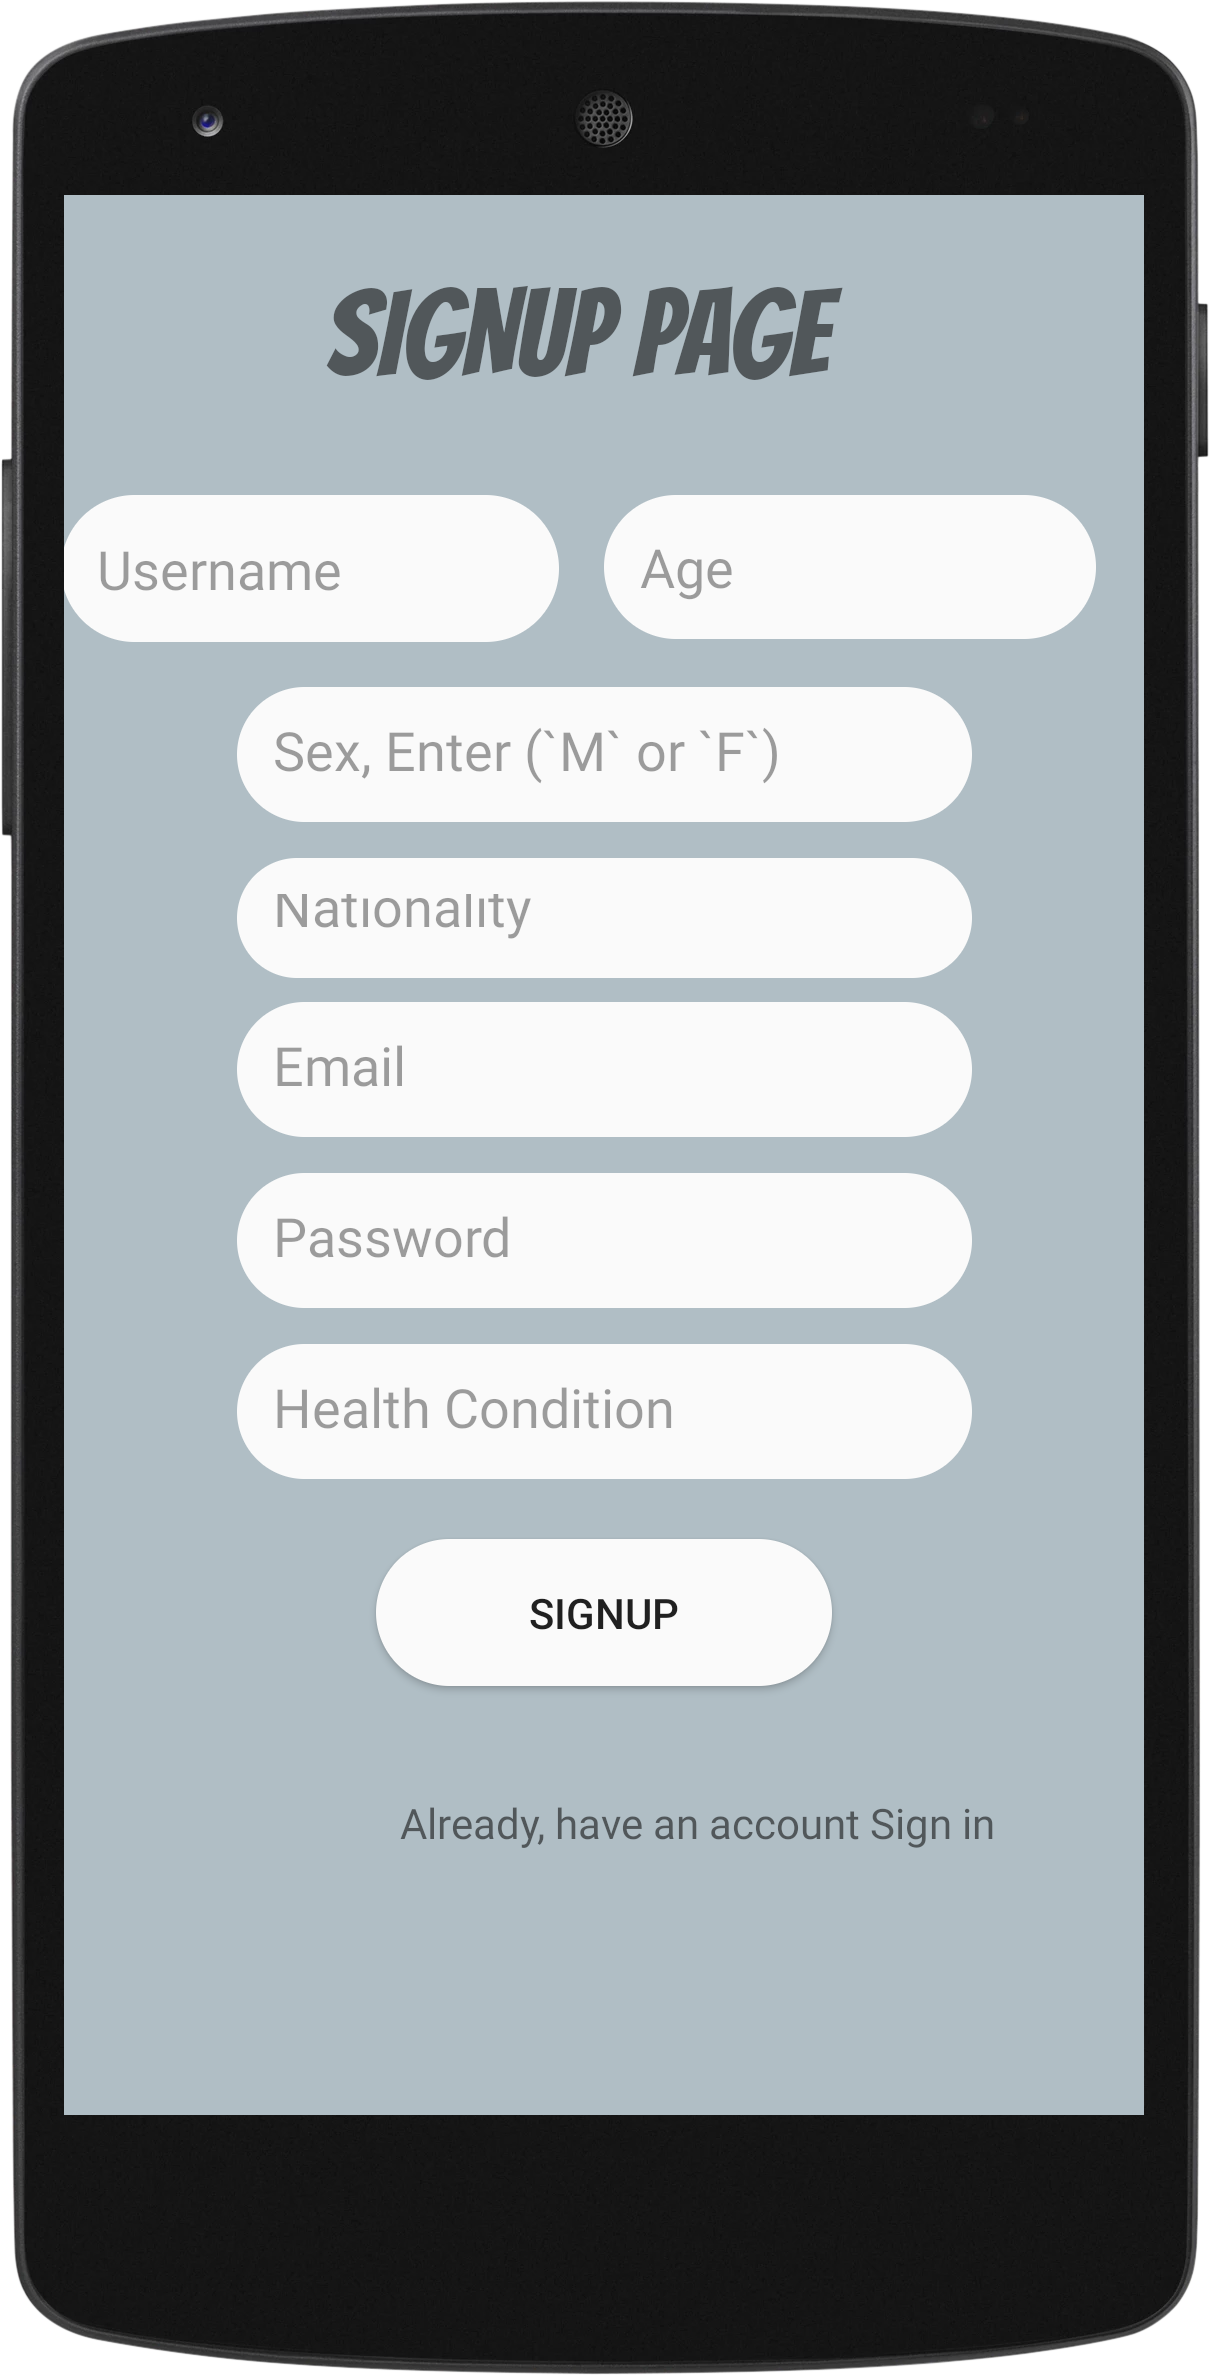 SIGNUP PAGE
Username
Age
Sex, Enter (`M` or `F`)
Nationality
Email
Password
Health Condition
SIGNUP
Already, have an account Sign in